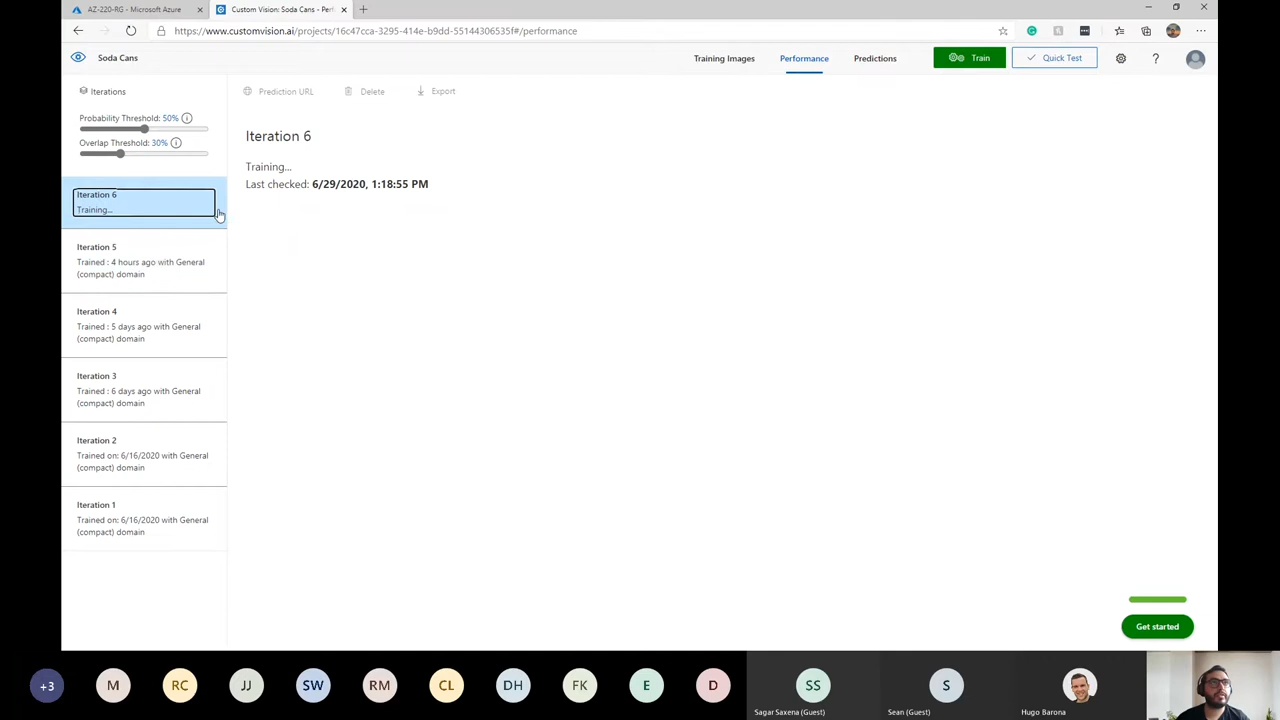 AZ-220-RG - Microsoft Azure
Custom Vision: Soda Cans - Perf
https://www.customvision.ai/projects/16c47cca-3295-414e-b9dd-55144306535f#/performance
Soda Cans
Training Images
Performance
Predictions
Train
Quick Test
?
Iterations
Prediction URL
Delete
Export
Probability Threshold: 50%
Overlap Threshold: 30%
Iteration 6
Training...
Last checked: 6/29/2020, 1:18:55 PM
Iteration 6
Training...
Iteration 5
Trained : 4 hours ago with General
(compact) domain
Iteration 4
Trained : 5 days ago with General
(compact) domain
Iteration 3
Trained : 6 days ago with General
(compact) domain
Iteration 2
Trained on: 6/16/2020 with General
(compact) domain
Iteration 1
Trained on: 6/16/2020 with General
(compact) domain
Get started
+3
M
RC
JJ
SW
RM
CL
DH
FK
E
D
SS
S
Sagar Saxena (Guest)
Sean (Guest)
Hugo Barona